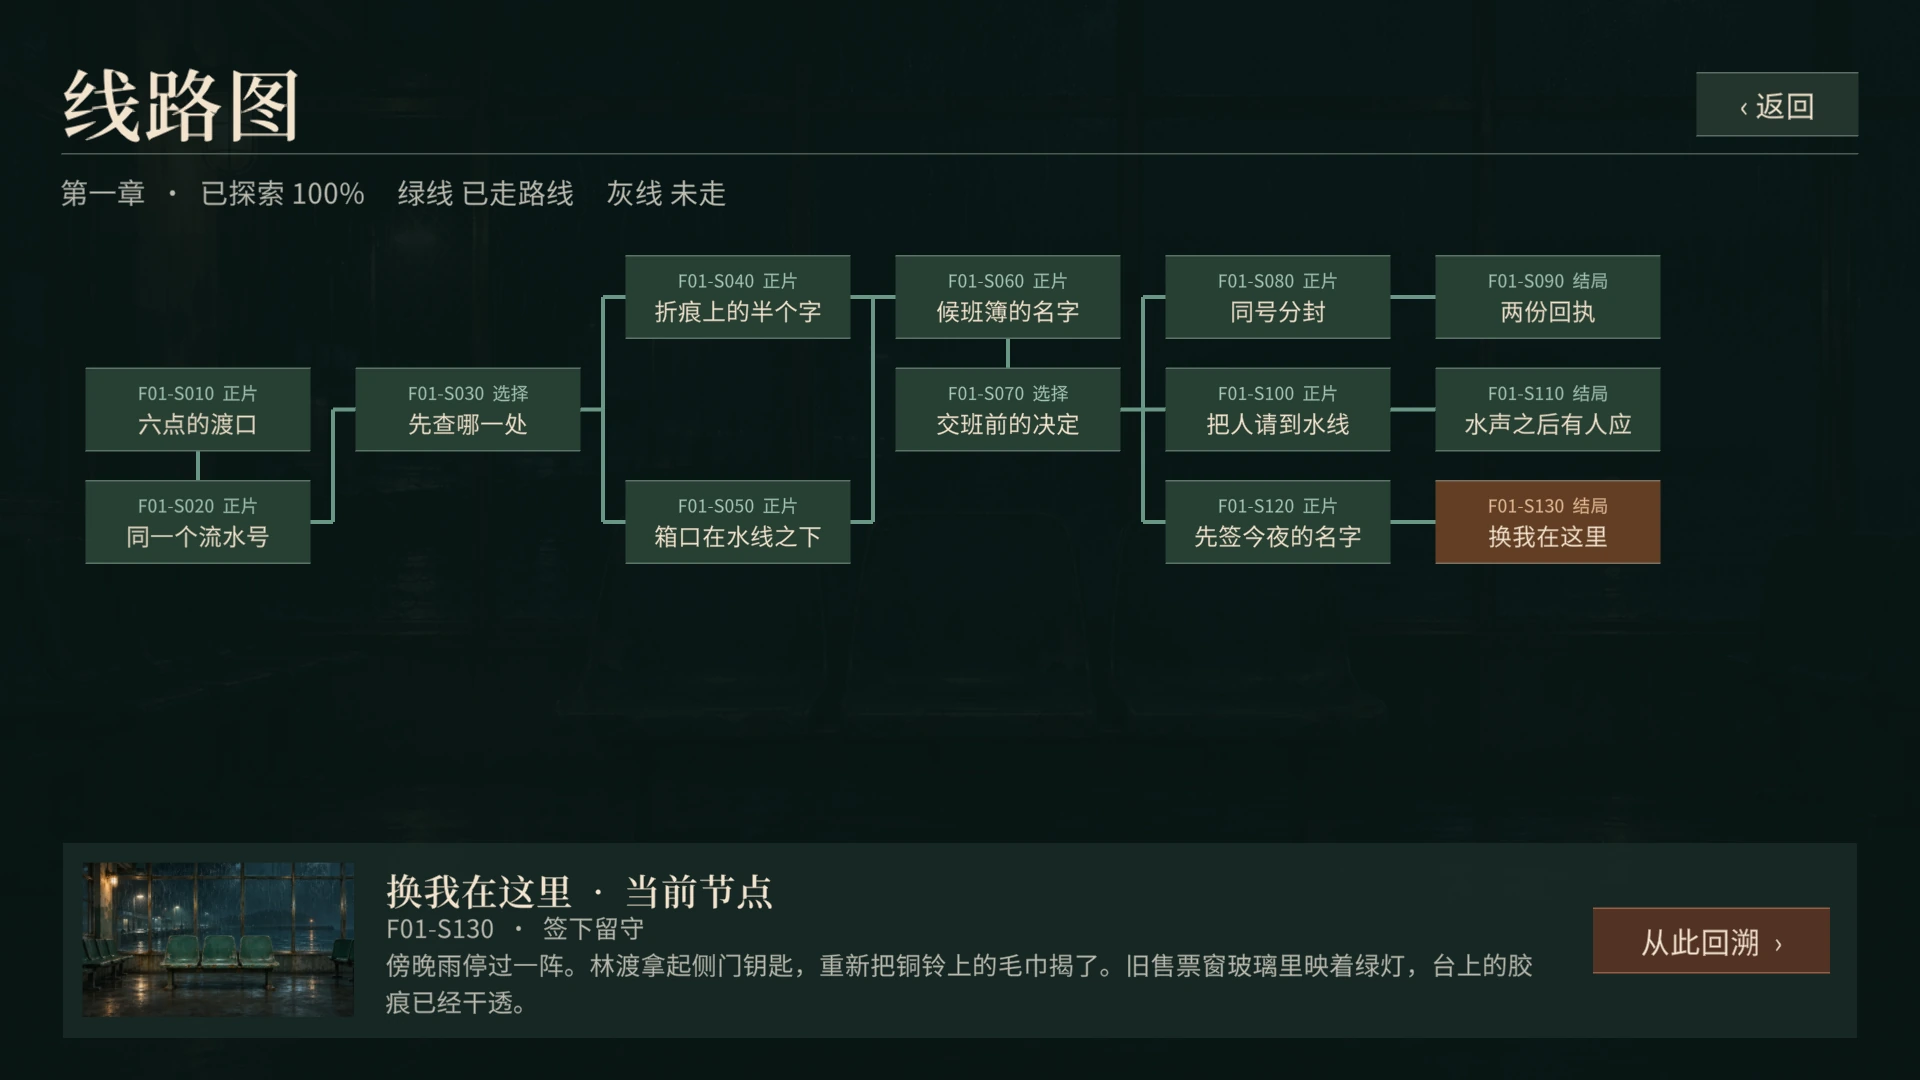 线路图
‹ 返回
第一章 · 已探索 100% 绿线 已走路线 灰线 未走
F01-S010 正片
六点的渡口
F01-S020 正片
同一个流水号
F01-S030 选择
先查哪一处
F01-S040 正片
折痕上的半个字
F01-S050 正片
箱口在水线之下
F01-S060 正片
候班簿的名字
F01-S070 选择
交班前的决定
F01-S080 正片
同号分封
F01-S090 结局
两份回执
F01-S100 正片
把人请到水线
F01-S110 结局
水声之后有人应
F01-S120 正片
先签今夜的名字
F01-S130 结局
换我在这里
换我在这里 · 当前节点
F01-S130 · 签下留守
傍晚雨停过一阵。林渡拿起侧门钥匙，重新把铜铃上的毛巾揭了。旧售票窗玻璃里映着绿灯，台上的胶
痕已经干透。
从此回溯 ›